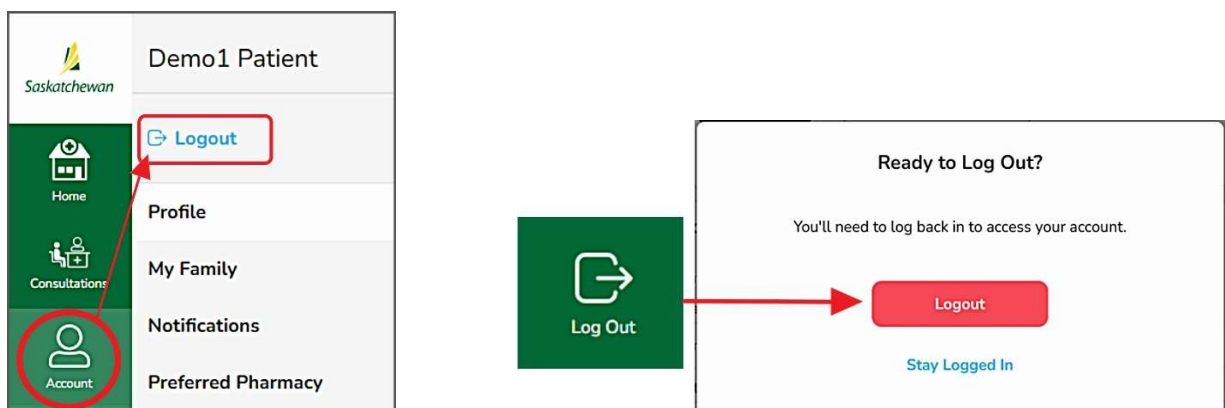 Saskatchewan
Demo1 Patient
Logout
Home
Profile
Consultations
My Family
Notifications
Account
Preferred Pharmacy
Log Out
Ready to Log Out?
You'll need to log back in to access your account.
Logout
Stay Logged In